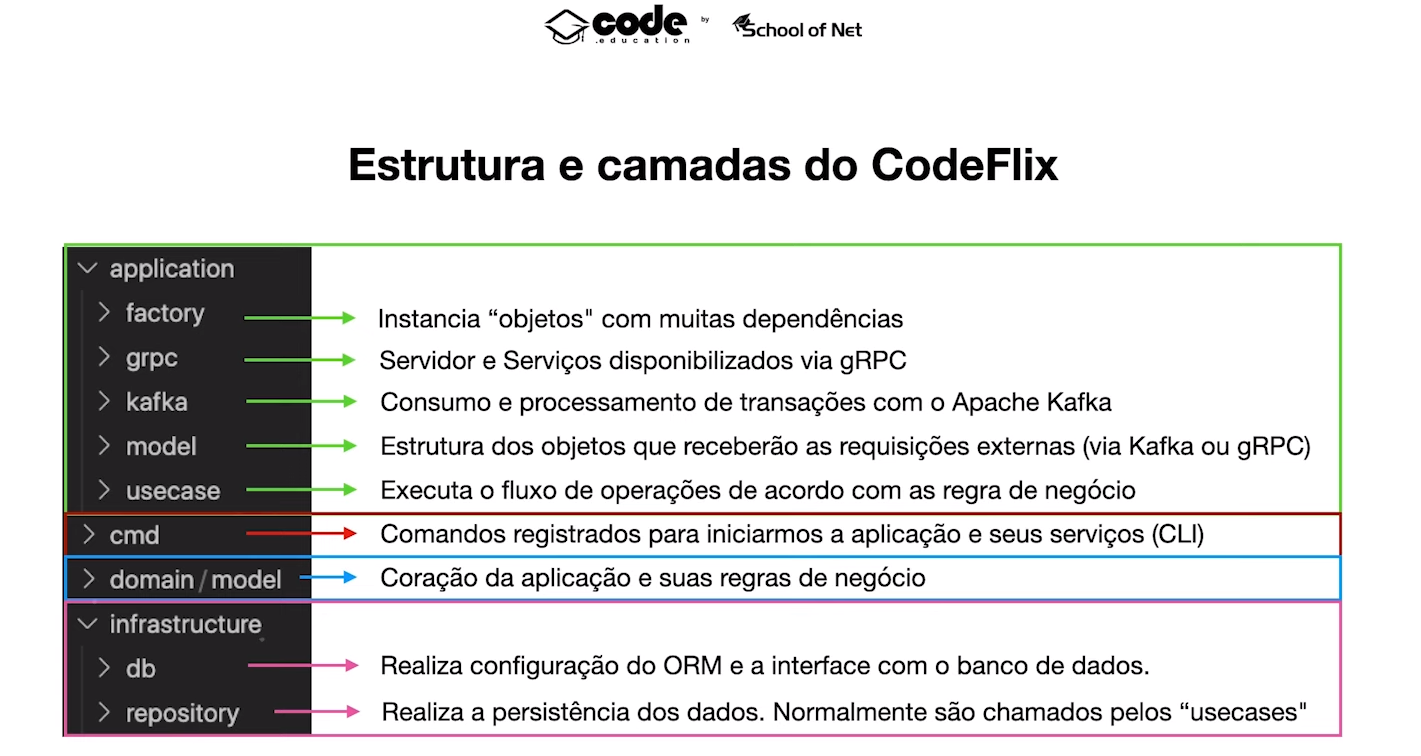 code
.education
by
School of Net
Estrutura e camadas do CodeFlix
application
factory Instancia “objetos" com muitas dependências
grpc Servidor e Serviços disponibilizados via gRPC
kafka Consumo e processamento de transações com o Apache Kafka
model Estrutura dos objetos que receberão as requisições externas (via Kafka ou gRPC)
usecase Executa o fluxo de operações de acordo com as regra de negócio
cmd Comandos registrados para iniciarmos a aplicação e seus serviços (CLI)
domain / model Coração da aplicação e suas regras de negócio
infrastructure
db Realiza configuração do ORM e a interface com o banco de dados.
repository Realiza a persistência dos dados. Normalmente são chamados pelos “usecases"